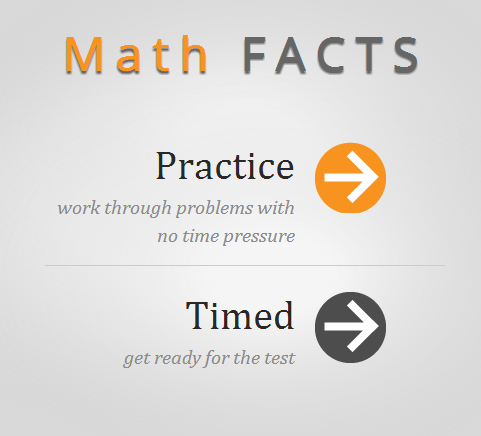 Math FACTS
Practice
work through problems with
no time pressure
Timed
get ready for the test